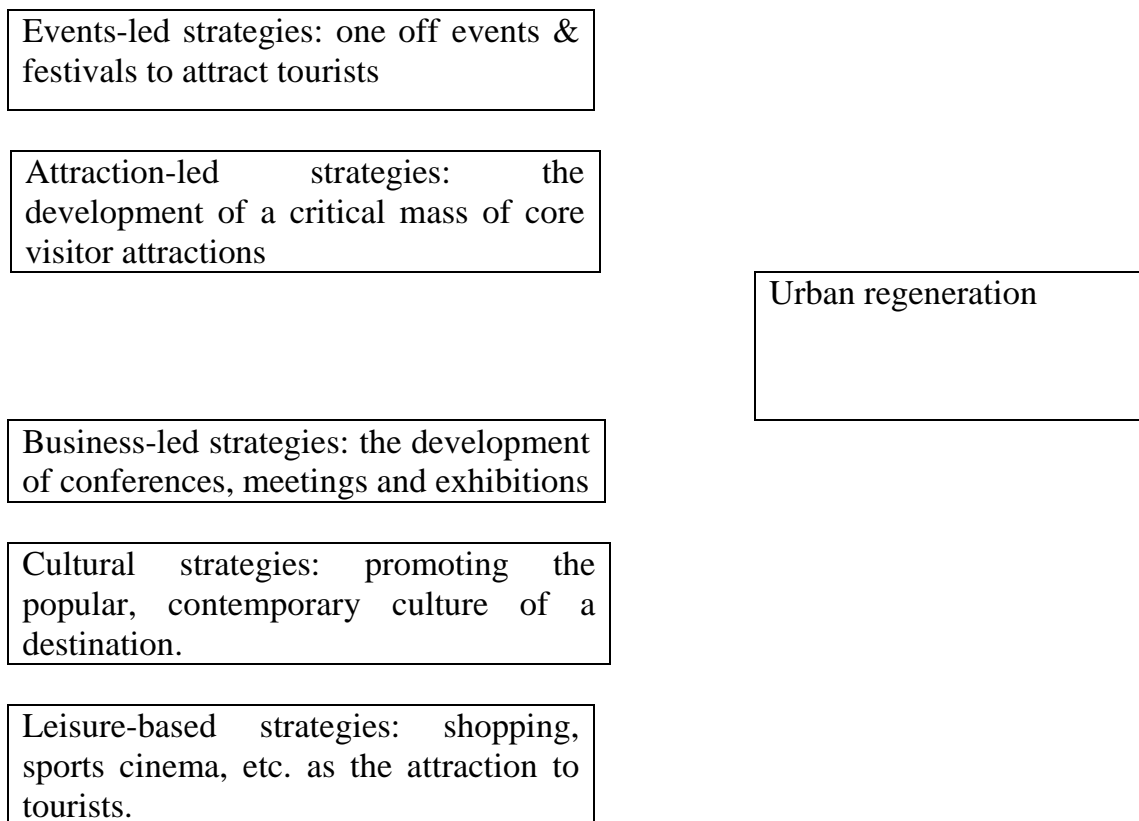 Events-led strategies: one off events &
festivals to attract tourists
Attraction-led strategies: the
development of a critical mass of core
visitor attractions
Urban regeneration
Business-led strategies: the development
of conferences, meetings and exhibitions
Cultural strategies: promoting the
popular, contemporary culture of a
destination.
Leisure-based strategies: shopping,
sports cinema, etc. as the attraction to
tourists.